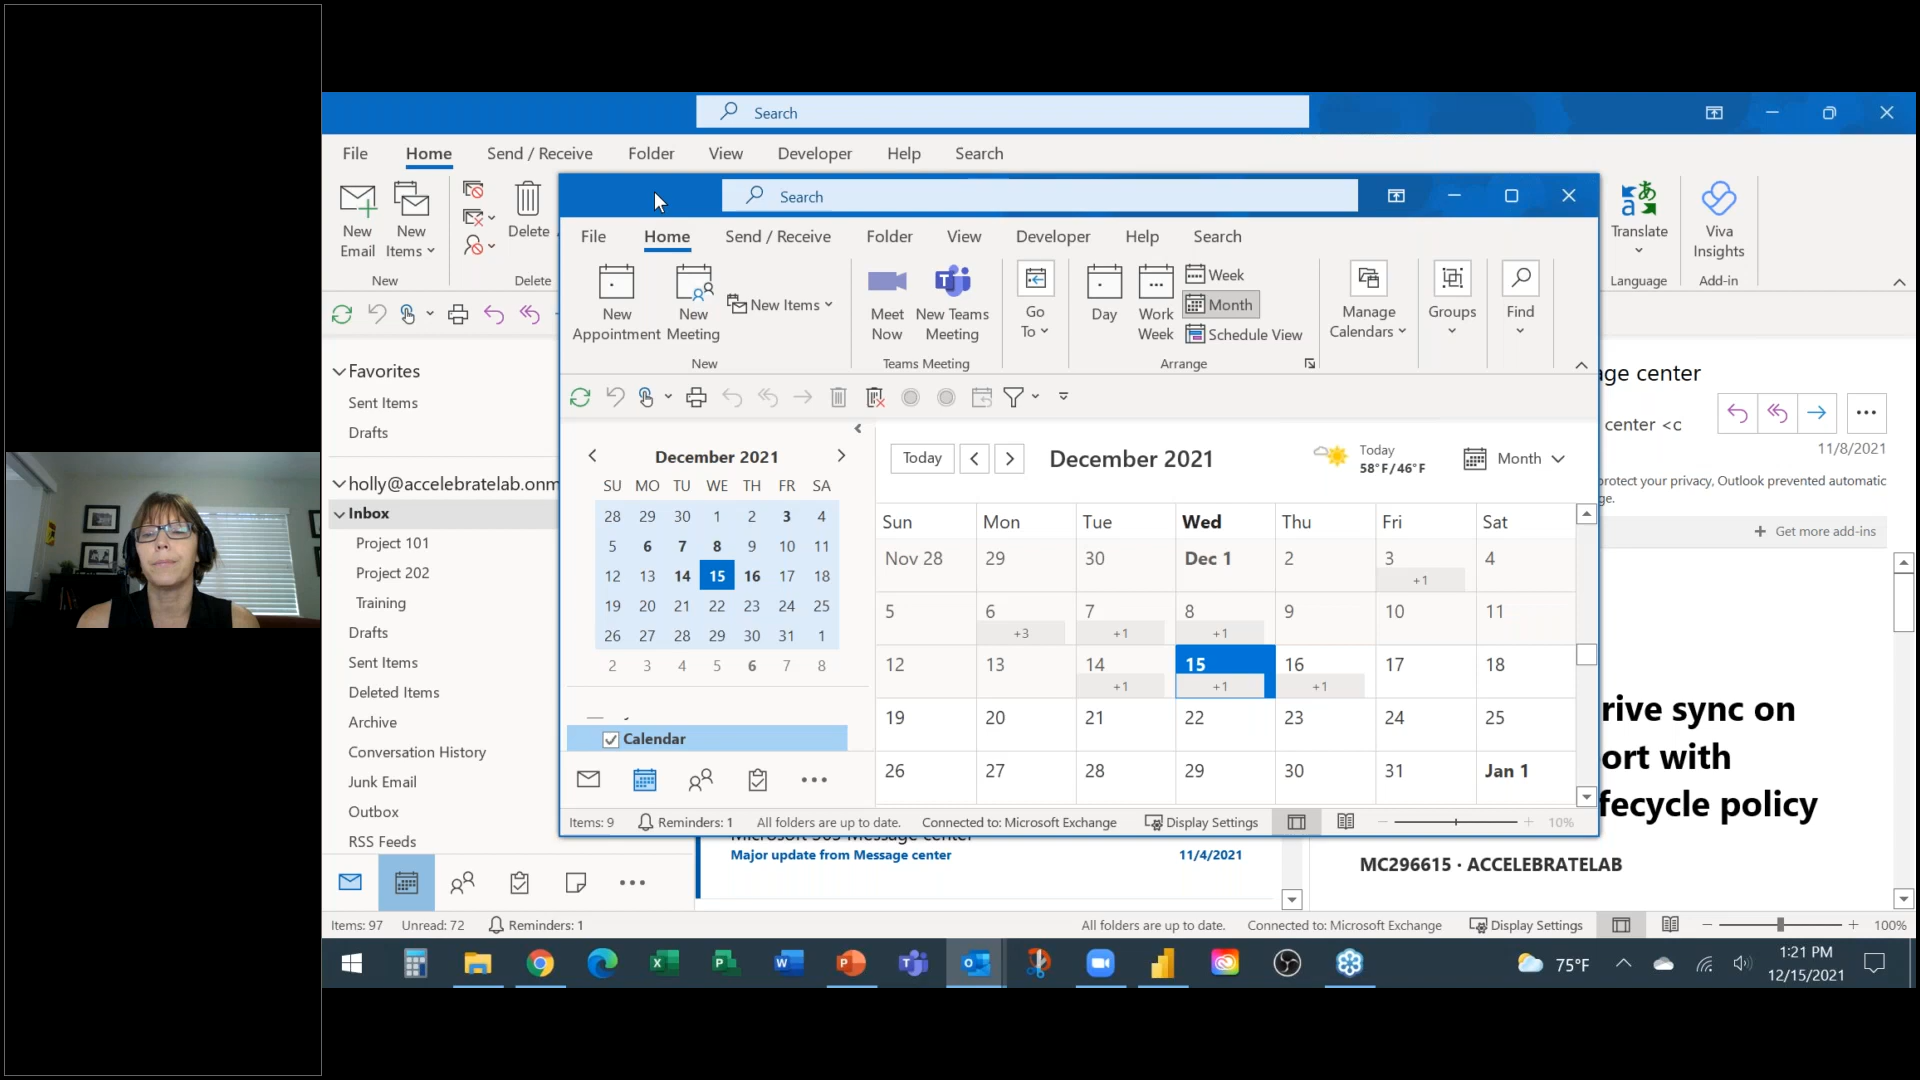 Search
File Home Send / Receive Folder View Developer Help Search
New Email
New Items
Delete
New
Delete
Translate
Viva Insights
Language
Add-in
Favorites
Sent Items
Drafts
holly@accelebratelab.onm
Inbox
Project 101
Project 202
Training
Drafts
Sent Items
Deleted Items
Archive
Conversation History
Junk Email
Outbox
RSS Feeds
Items: 97 Unread: 72 Reminders: 1
Search
File Home Send / Receive Folder View Developer Help Search
New Appointment
New Meeting
New Items
New
Meet Now
New Teams Meeting
Teams Meeting
Go To
Day
Work Week
Week
Month
Schedule View
Arrange
Manage Calendars
Groups
Find
December 2021
SU MO TU WE TH FR SA
28 29 30 1 2 3 4
5 6 7 8 9 10 11
12 13 14 15 16 17 18
19 20 21 22 23 24 25
26 27 28 29 30 31 1
2 3 4 5 6 7 8
Calendar
Today
December 2021
Today
58°F/46°F
Month
Sun Mon Tue Wed Thu Fri Sat
Nov 28 29 30 Dec 1 2 3 4
+1
5 6 7 8 9 10 11
+3 +1 +1
12 13 14 15 16 17 18
+1 +1 +1
19 20 21 22 23 24 25
26 27 28 29 30 31 Jan 1
Items: 9 Reminders: 1 All folders are up to date. Connected to: Microsoft Exchange Display Settings 10%
Microsoft 365 Message center
Major update from Message center 11/4/2021
age center
center <c
11/8/2021
protect your privacy, Outlook prevented automatic
ge.
Get more add-ins
rive sync on
ort with
fecycle policy
MC296615 · ACCELEBRATELAB
All folders are up to date. Connected to: Microsoft Exchange Display Settings 100%
75°F
1:21 PM
12/15/2021